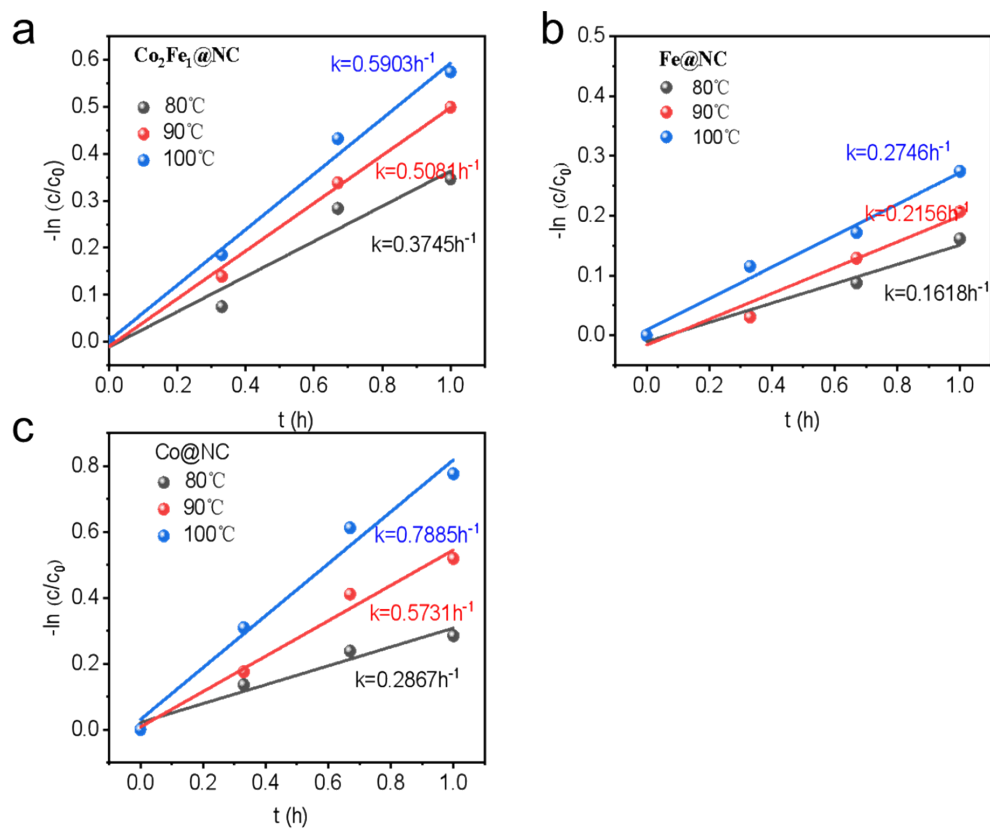 a
Co₂Fe₁@NC
80℃
90℃
100℃
k=0.5903h⁻¹
k=0.5081h⁻¹
k=0.3745h⁻¹
-ln (c/c₀)
0.6
0.5
0.4
0.3
0.2
0.1
0.0
0.0 0.2 0.4 0.6 0.8 1.0
t (h)
b
Fe@NC
80℃
90℃
100℃
k=0.2746h⁻¹
k=0.2156h⁻¹
k=0.1618h⁻¹
-ln (c/c₀)
0.5
0.4
0.3
0.2
0.1
0.0
0.0 0.2 0.4 0.6 0.8 1.0
t (h)
c
Co@NC
80℃
90℃
100℃
k=0.7885h⁻¹
k=0.5731h⁻¹
k=0.2867h⁻¹
-ln (c/c₀)
0.8
0.6
0.4
0.2
0.0
0.0 0.2 0.4 0.6 0.8 1.0
t (h)